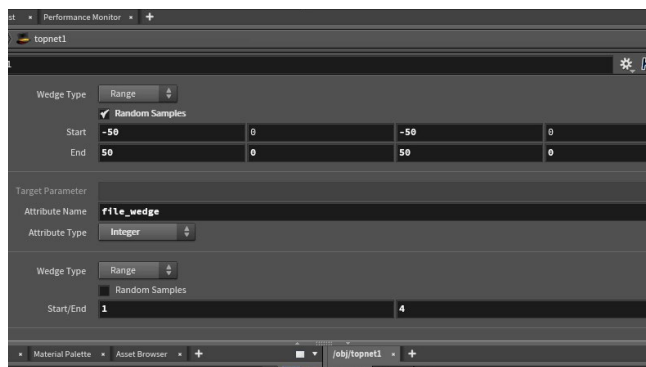 st Performance Monitor
topnet1
1
Wedge Type Range
Random Samples
Start -50 0 -50 0
End 50 0 50 0
Target Parameter
Attribute Name file_wedge
Attribute Type Integer
Wedge Type Range
Random Samples
Start/End 1 4
Material Palette Asset Browser /obj/topnet1